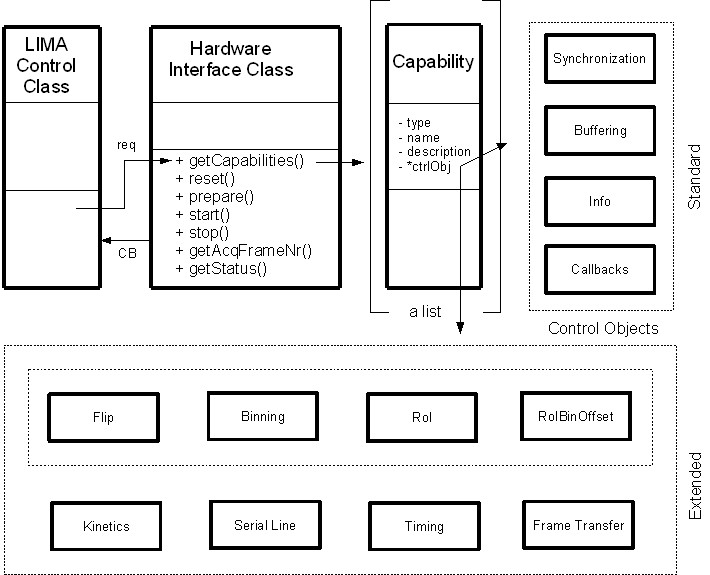 LIMA
Control
Class
req
CB
Hardware
Interface Class
+ getCapabilities()
+ reset()
+ prepare()
+ start()
+ stop()
+ getAcqFrameNr()
+ getStatus()
Capability
- type
- name
- description
- *ctrlObj
a list
Synchronization
Buffering
Info
Callbacks
Standard
Control Objects
Flip
Binning
RoI
RoIBinOffset
Kinetics
Serial Line
Timing
Frame Transfer
Extended